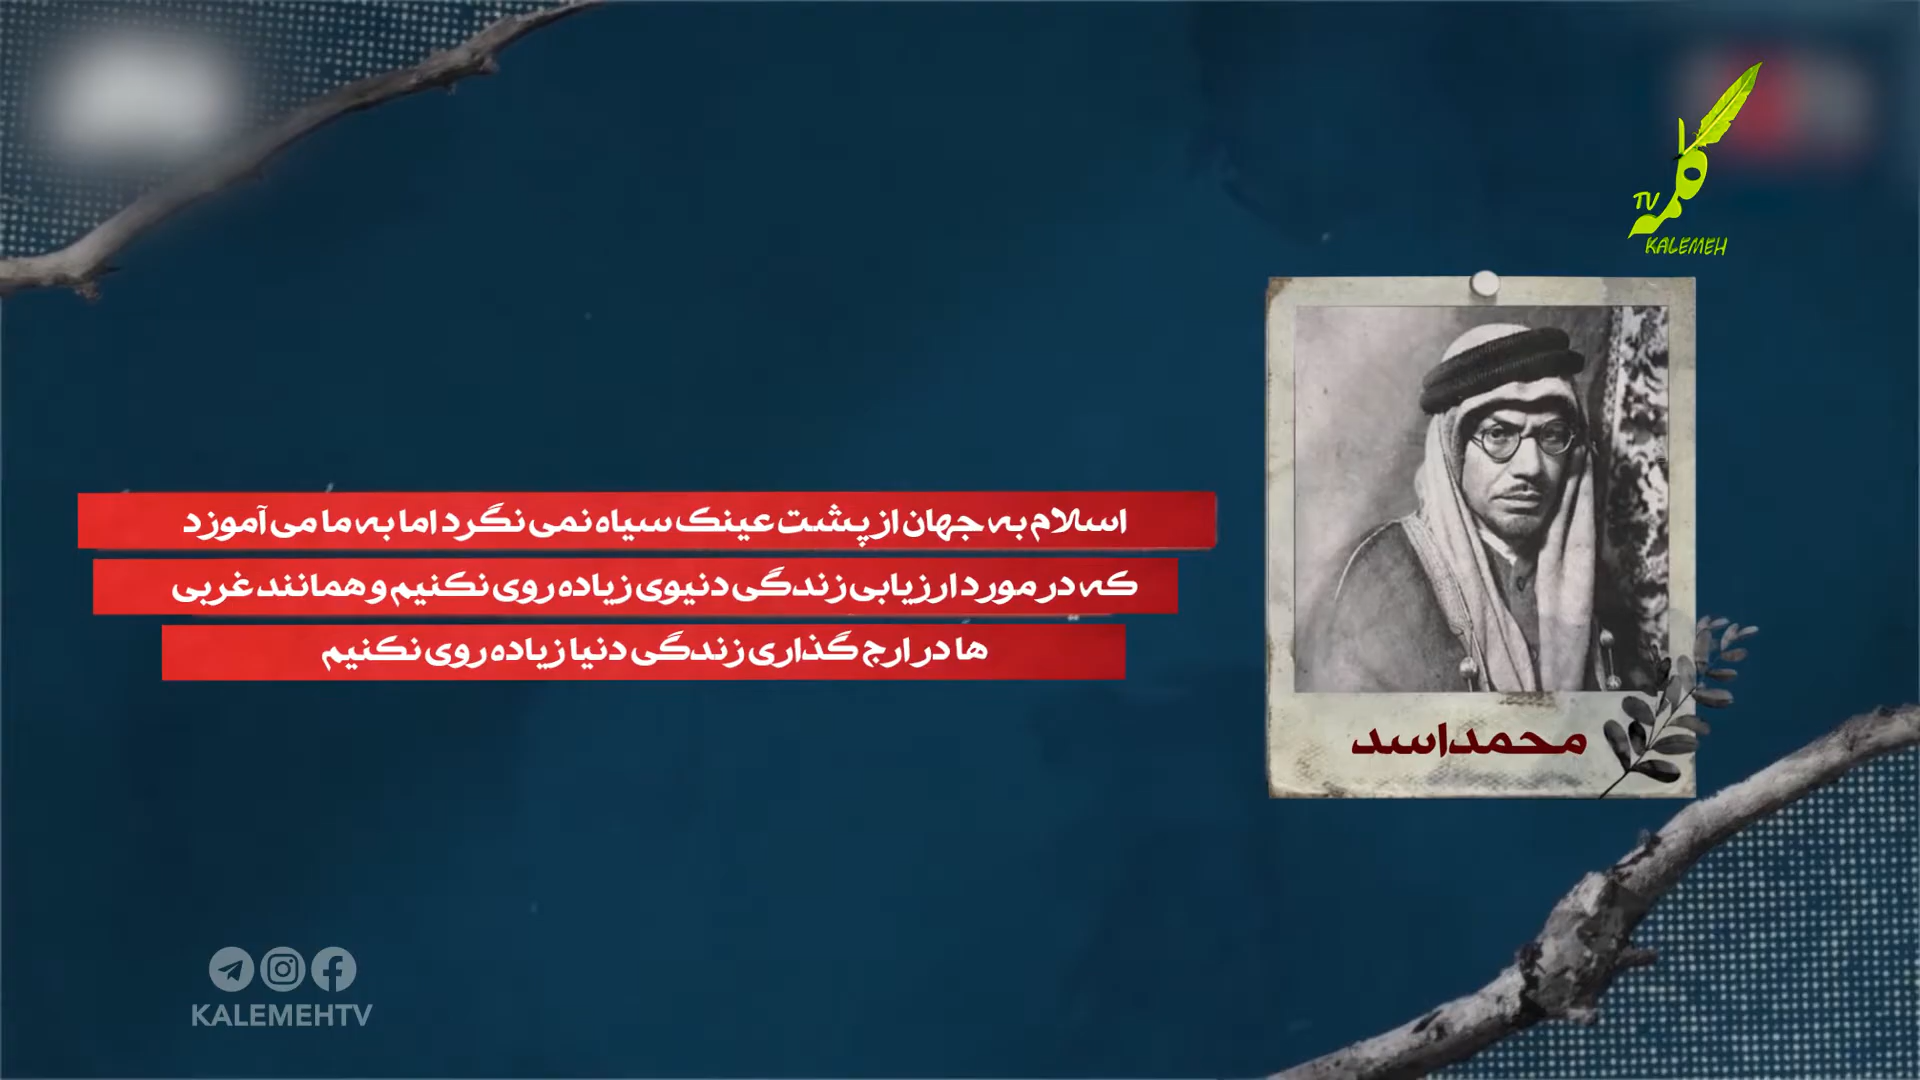 کلمه
TV
KALEMEH
اسلام به جهان از پشت عینک سیاه نمی نگرد اما به ما می آموزد
که در مورد ارزیابی زندگی دنیوی زیاده روی نکنیم و همانند غربی
ها در ارج گذاری زندگی دنیا زیاده روی نکنیم
محمد اسد
KALEMEHTV